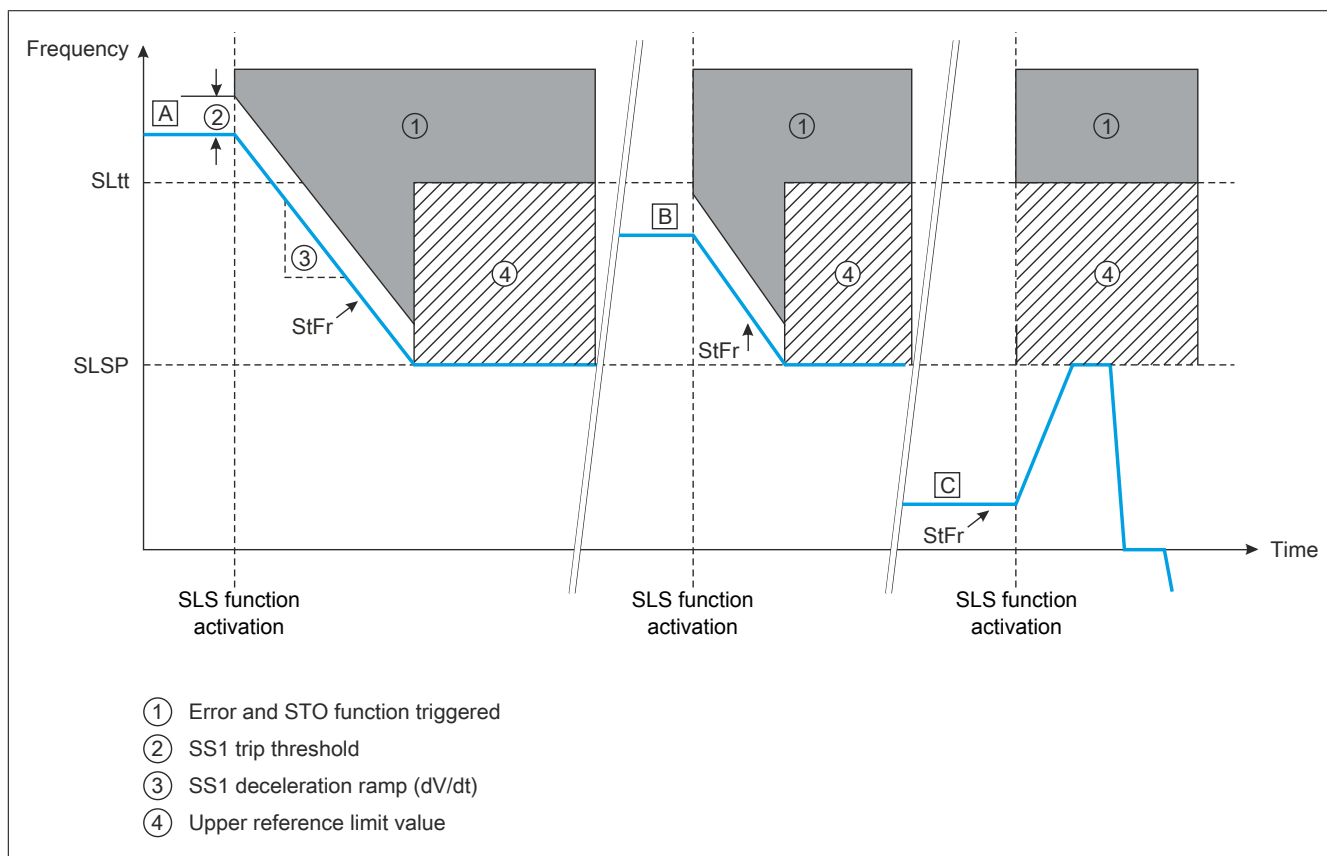 Frequency
A
2
1
1
1
SLtt
B
3
4
4
4
StFr
StFr
SLSP
C
StFr
Time
SLS function
activation
SLS function
activation
SLS function
activation
1 Error and STO function triggered
2 SS1 trip threshold
3 SS1 deceleration ramp (dV/dt)
4 Upper reference limit value